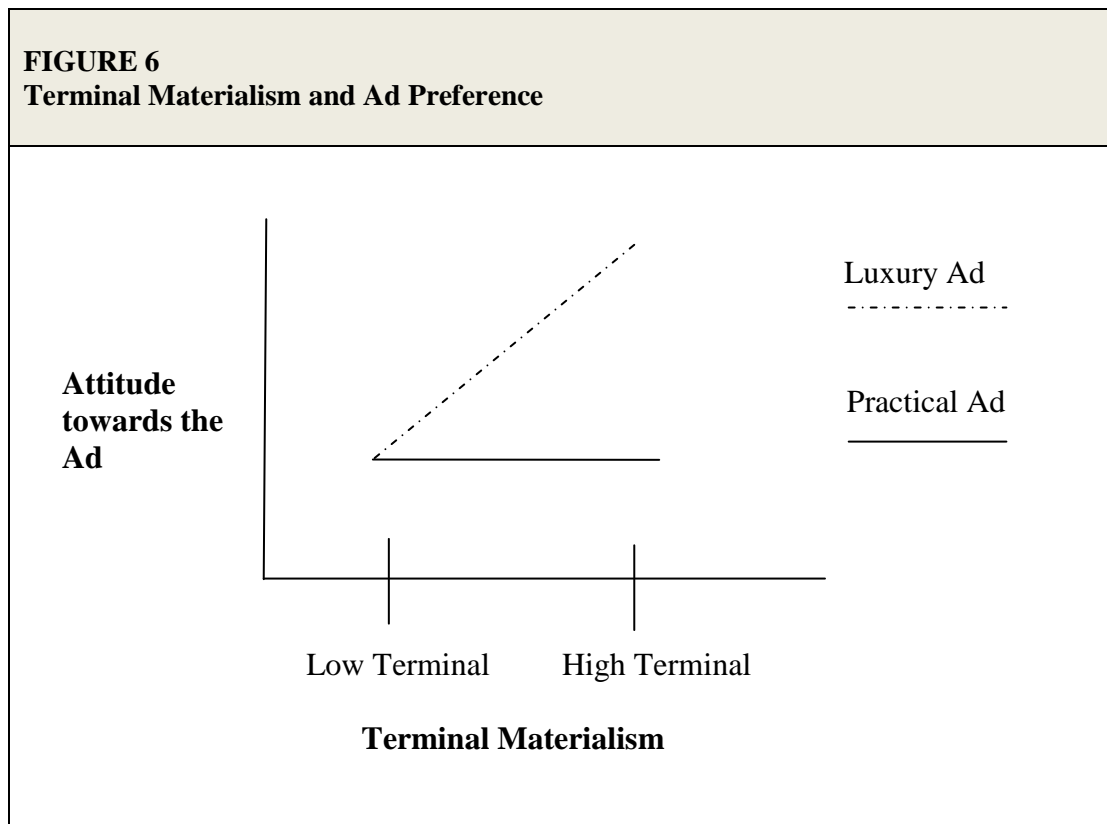 FIGURE 6
Terminal Materialism and Ad Preference
Luxury Ad
Attitude
towards the
Ad
Practical Ad
Low Terminal
High Terminal
Terminal Materialism